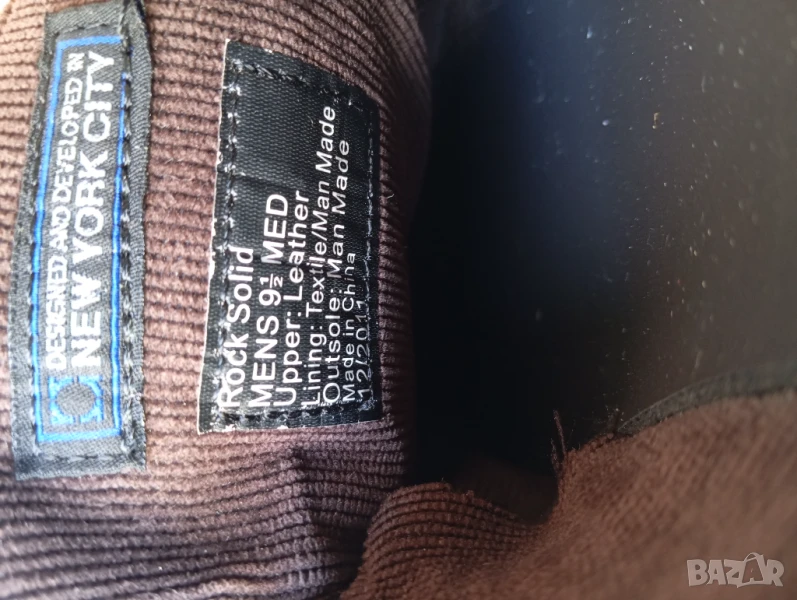 DESIGNED AND DEVELOPED IN
NEW YORK CITY
Rock Solid
MENS 9½ MED
Upper: Leather
Lining: Textile/Man Made
Outsole: Man Made
Made in China
12/2011
BAZAR